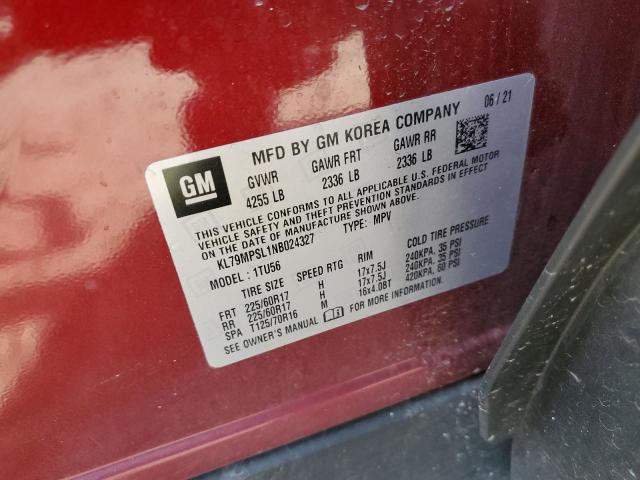 06 / 21
MFD BY GM KOREA COMPANY
GM
GVWR GAWR FRT GAWR RR
4255 LB 2336 LB 2336 LB
THIS VEHICLE CONFORMS TO ALL APPLICABLE U.S. FEDERAL MOTOR
VEHICLE SAFETY AND THEFT PREVENTION STANDARDS IN EFFECT
ON THE DATE OF MANUFACTURE SHOWN ABOVE.
KL79MPSL1NB024327 TYPE: MPV
MODEL: 1TU56
TIRE SIZE SPEED RTG RIM COLD TIRE PRESSURE
FRT 225/60R17 H 17x7.5J 240KPA, 35 PSI
RR 225/60R17 H 17x7.5J 240KPA, 35 PSI
SPA T125/70R16 M 16x4.0BT 420KPA, 60 PSI
SEE OWNER'S MANUAL FOR MORE INFORMATION.